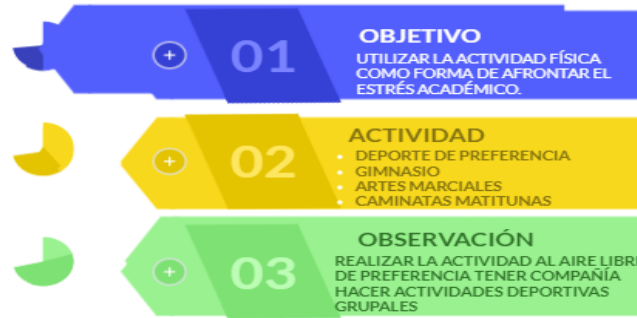 01
OBJETIVO
UTILIZAR LA ACTIVIDAD FÍSICA
COMO FORMA DE AFRONTAR EL
ESTRÉS ACADÉMICO.
02
ACTIVIDAD
• DEPORTE DE PREFERENCIA
• GIMNASIO
• ARTES MARCIALES
• CAMINATAS MATITUNAS
03
OBSERVACIÓN
REALIZAR LA ACTIVIDAD AL AIRE LIBRE
DE PREFERENCIA TENER COMPAÑÍA
HACER ACTIVIDADES DEPORTIVAS
GRUPALES